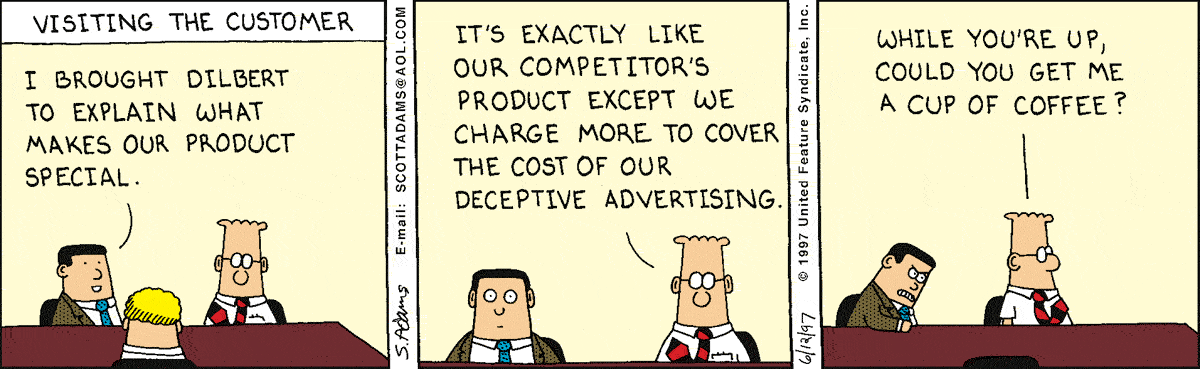 VISITING THE CUSTOMER
I BROUGHT DILBERT
TO EXPLAIN WHAT
MAKES OUR PRODUCT
SPECIAL.
S.Adams
E-mail: SCOTTADAMS@AOL.COM
IT'S EXACTLY LIKE
OUR COMPETITOR'S
PRODUCT EXCEPT WE
CHARGE MORE TO COVER
THE COST OF OUR
DECEPTIVE ADVERTISING.
6/12/97
© 1997 United Feature Syndicate, Inc.
WHILE YOU'RE UP,
COULD YOU GET ME
A CUP OF COFFEE?